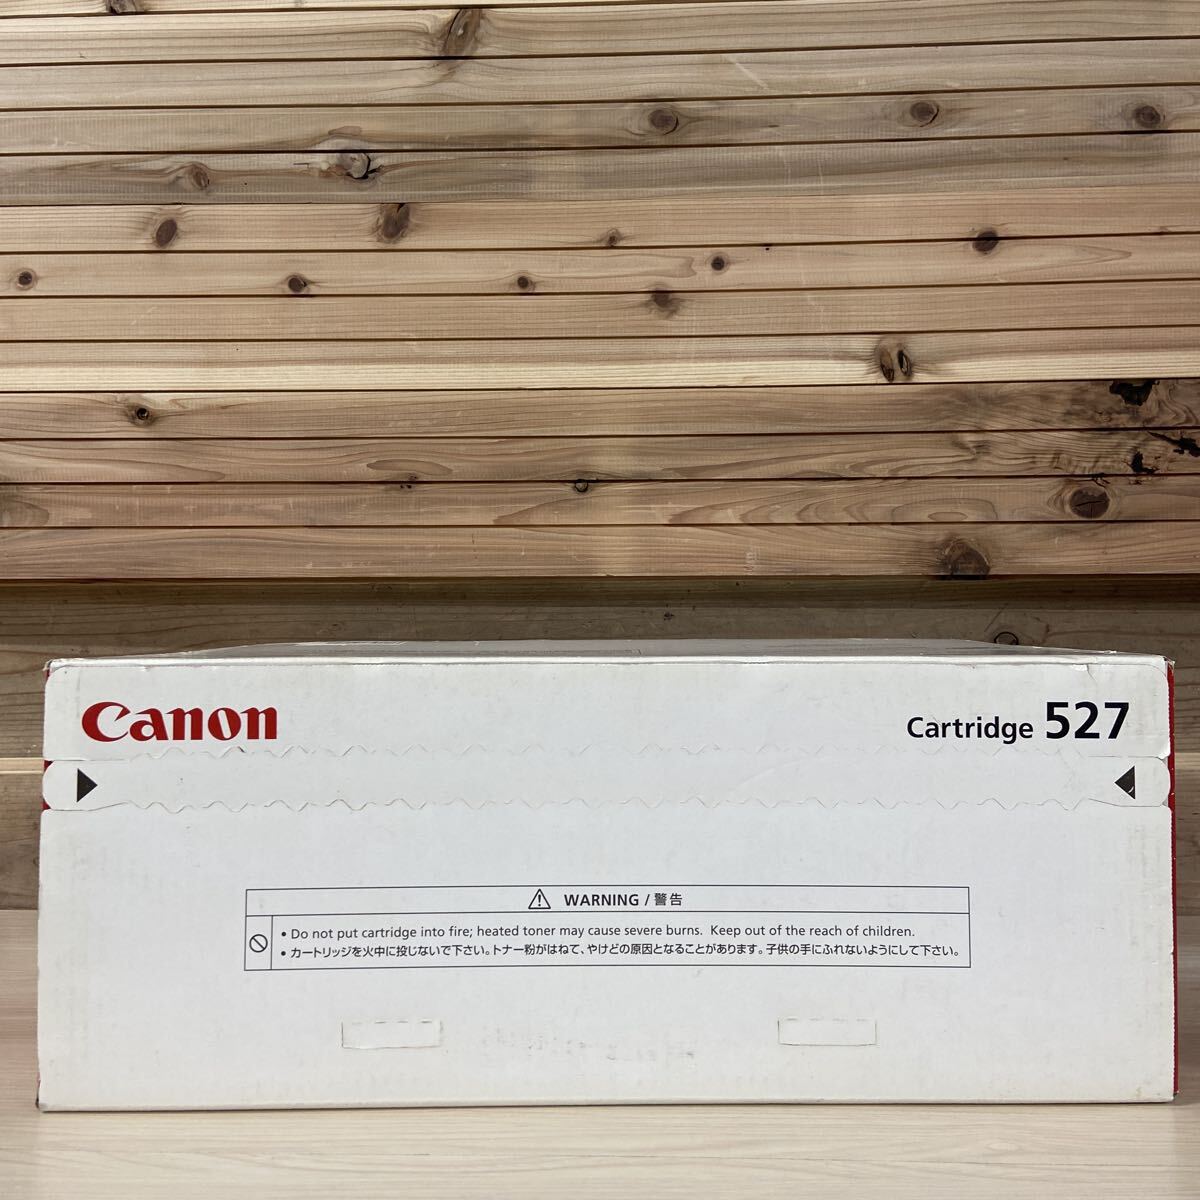 Canon
Cartridge 527
WARNING / 警告
• Do not put cartridge into fire; heated toner may cause severe burns. Keep out of the reach of children.
• カートリッジを火中に投じないで下さい。トナー粉がはねて、やけどの原因となることがあります。子供の手にふれないようにして下さい。